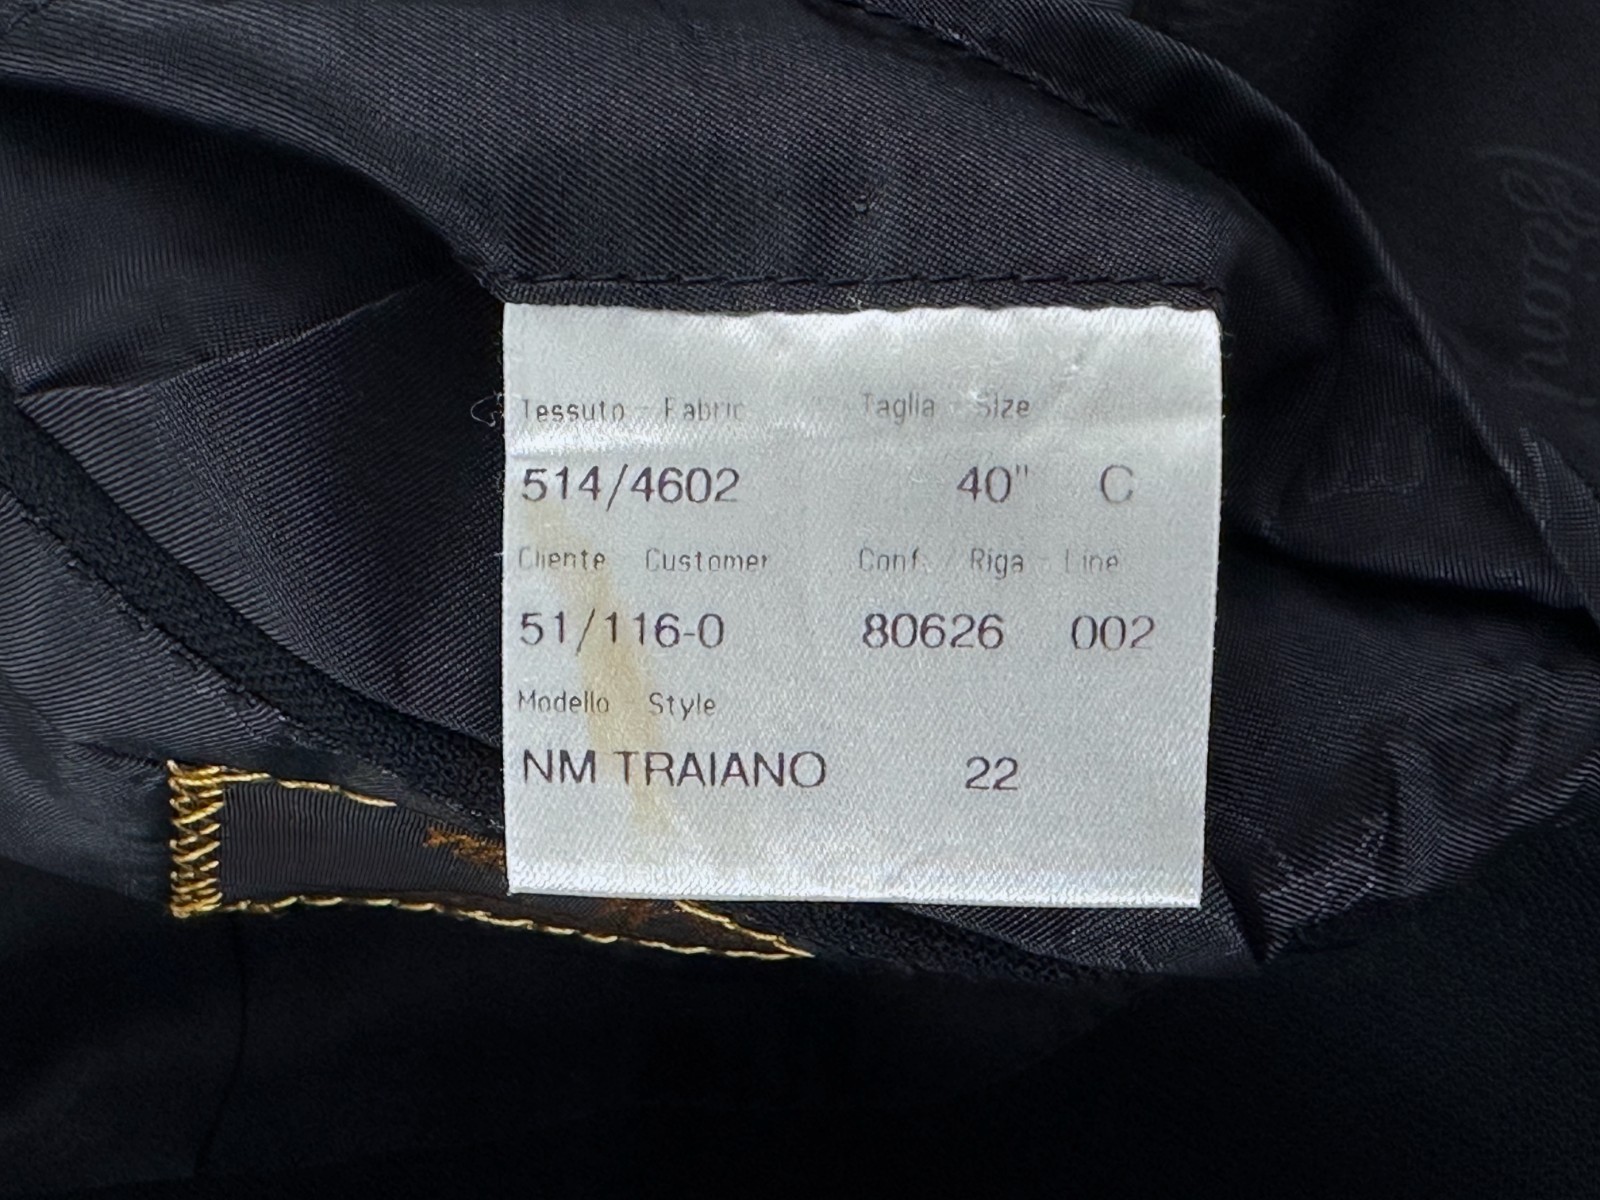 Tessuto - Fabric Taglia - Size
514/4602 40" C
Cliente - Customer Conf. / Riga - Line
51/116-0 80626 002
Modello - Style
NM TRAIANO 22
Brioni